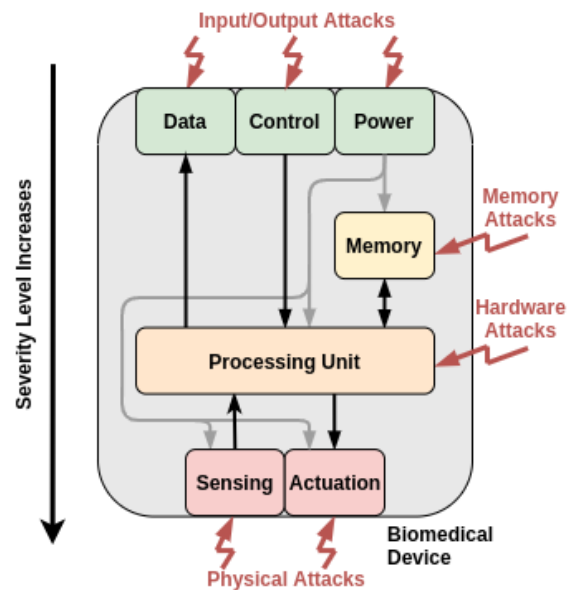 Input/Output Attacks
Data
Control
Power
Memory
Attacks
Memory
Hardware
Attacks
Processing Unit
Severity Level Increases
Sensing
Actuation
Biomedical
Device
Physical Attacks